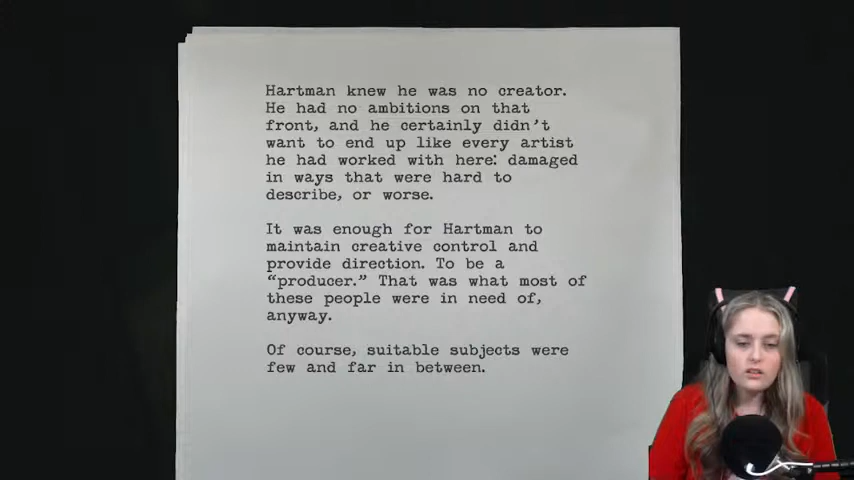 Hartman knew he was no creator.
He had no ambitions on that
front, and he certainly didn't
want to end up like every artist
he had worked with here: damaged
in ways that were hard to
describe, or worse.
It was enough for Hartman to
maintain creative control and
provide direction. To be a
“producer.” That was what most of
these people were in need of,
anyway.
Of course, suitable subjects were
few and far in between.